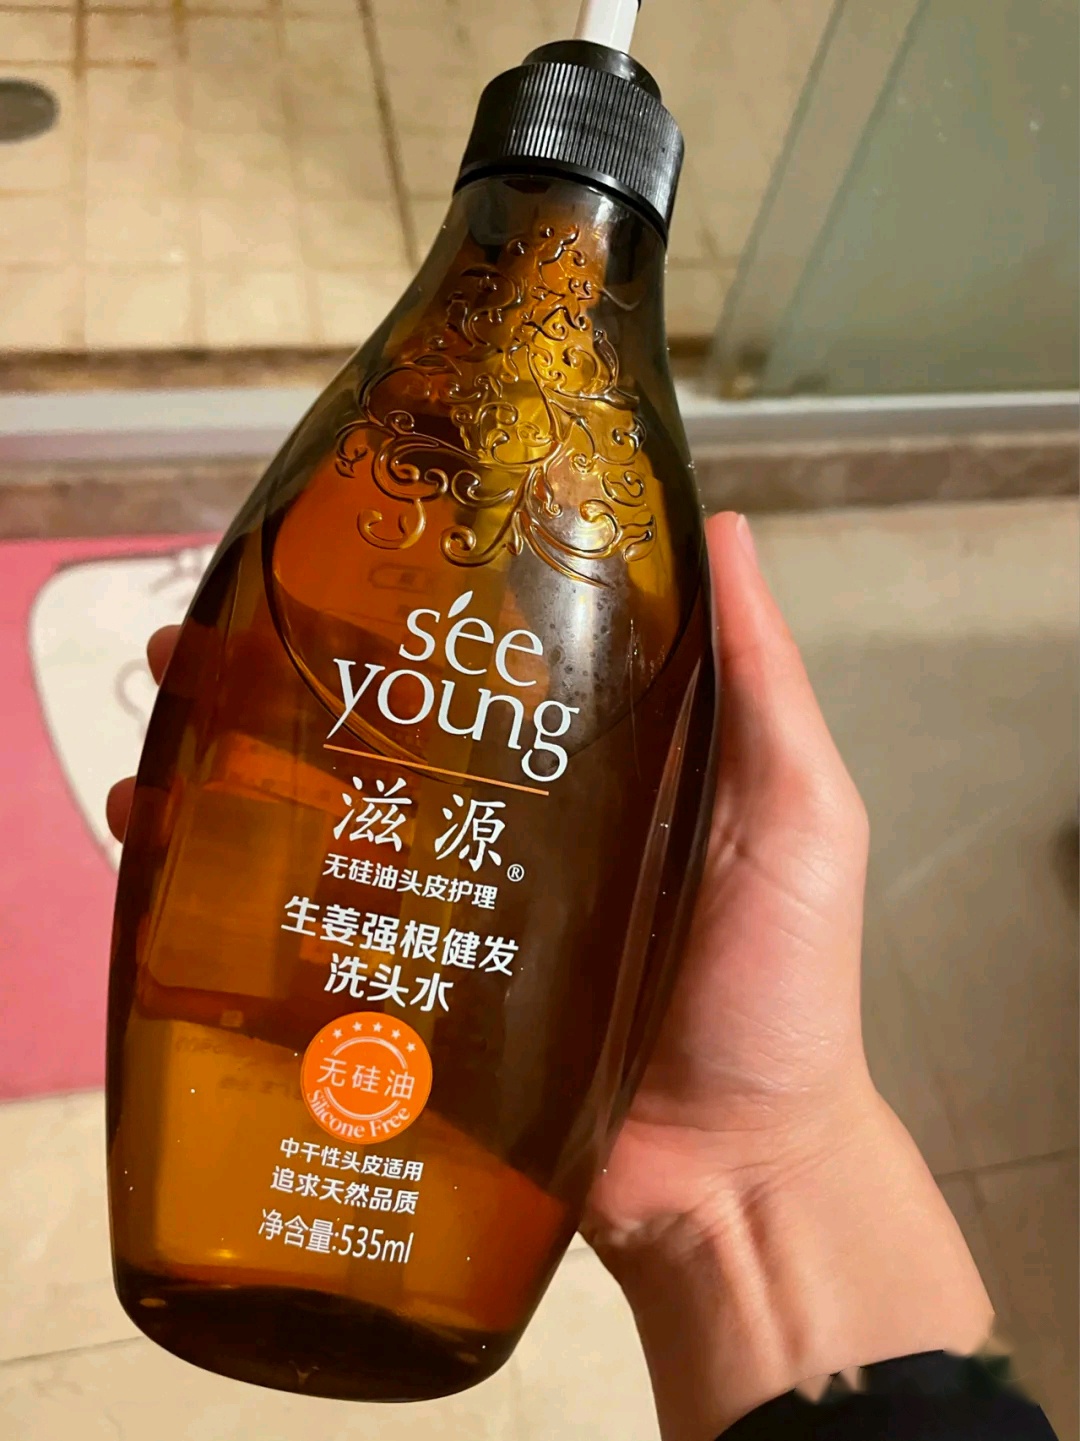 see
young
滋源®
无硅油头皮护理
生姜强根健发
洗头水
无硅油
Silicone Free
中干性头皮适用
追求天然品质
净含量:535ml